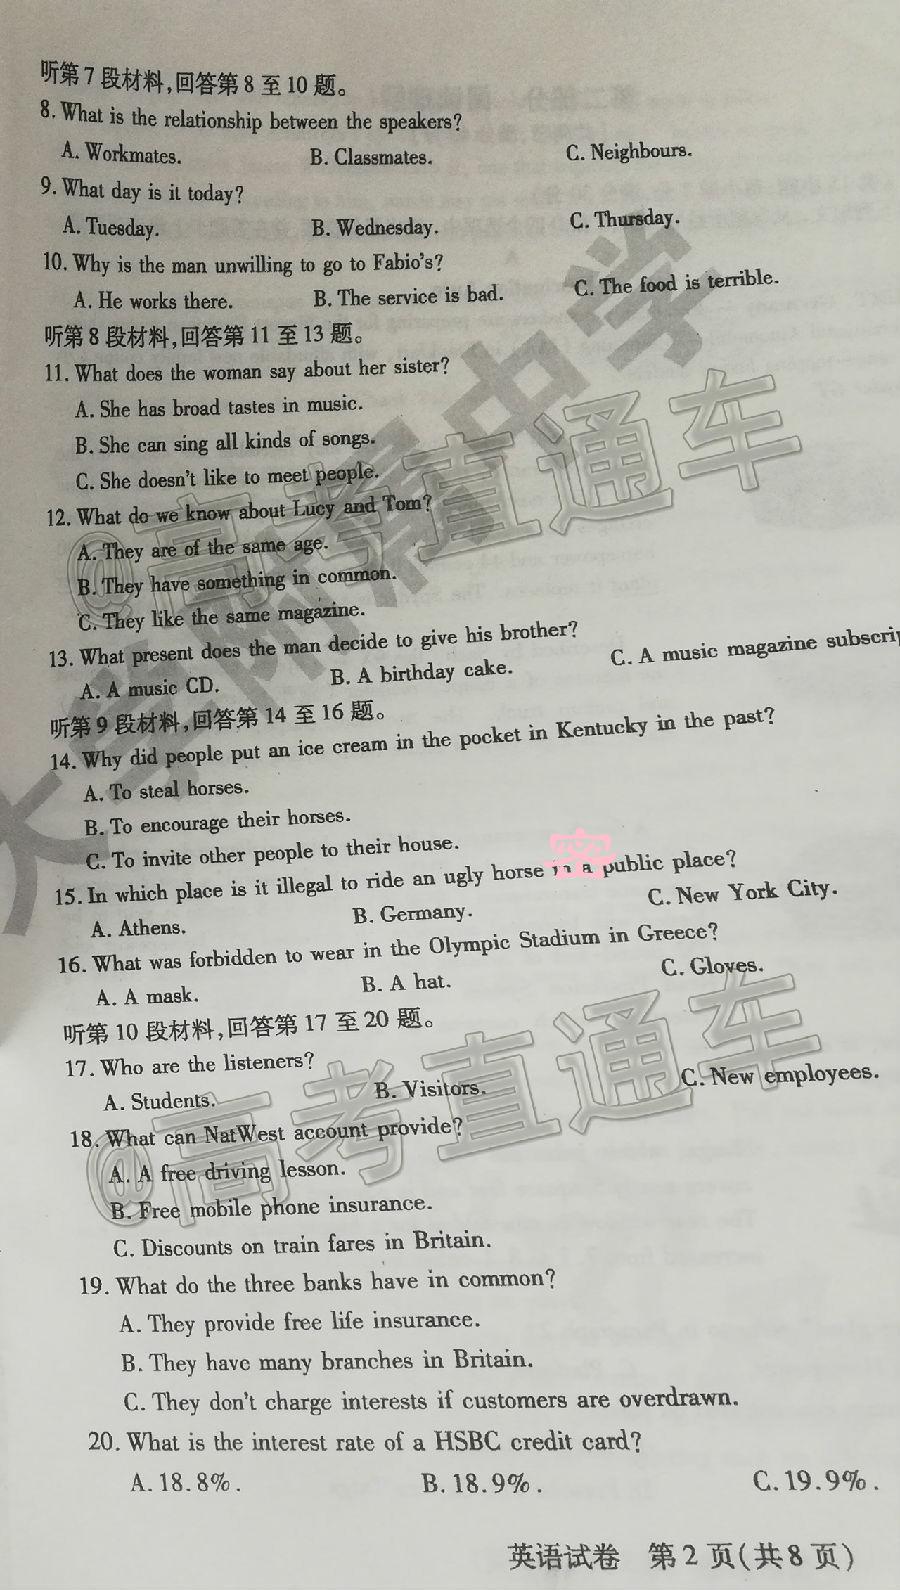 听第7段材料,回答第8至10题。
8. What is the relationship between the speakers?
A. Workmates. B. Classmates. C. Neighbours.
9. What day is it today?
A. Tuesday. B. Wednesday. C. Thursday.
10. Why is the man unwilling to go to Fabio's?
A. He works there. B. The service is bad. C. The food is terrible.
听第8段材料,回答第11至13题。
11. What does the woman say about her sister?
A. She has broad tastes in music.
B. She can sing all kinds of songs.
C. She doesn't like to meet people.
12. What do we know about Lucy and Tom?
A. They are of the same age.
B. They have something in common.
C. They like the same magazine.
13. What present does the man decide to give his brother?
A. A music CD. B. A birthday cake. C. A music magazine subscrip
听第9段材料,回答第14至16题。
14. Why did people put an ice cream in the pocket in Kentucky in the past?
A. To steal horses.
B. To encourage their horses.
C. To invite other people to their house.
15. In which place is it illegal to ride an ugly horse in a public place?
A. Athens. B. Germany. C. New York City.
16. What was forbidden to wear in the Olympic Stadium in Greece?
A. A mask. B. A hat. C. Gloves.
听第10段材料,回答第17至20题。
17. Who are the listeners?
A. Students. B. Visitors. C. New employees.
18. What can NatWest account provide?
A. A free driving lesson.
B. Free mobile phone insurance.
C. Discounts on train fares in Britain.
19. What do the three banks have in common?
A. They provide free life insurance.
B. They have many branches in Britain.
C. They don't charge interests if customers are overdrawn.
20. What is the interest rate of a HSBC credit card?
A. 18.8%. B. 18.9%. C. 19.9%.
英语试卷 第2页(共8页)
@高考直通车
@高考直通车
密